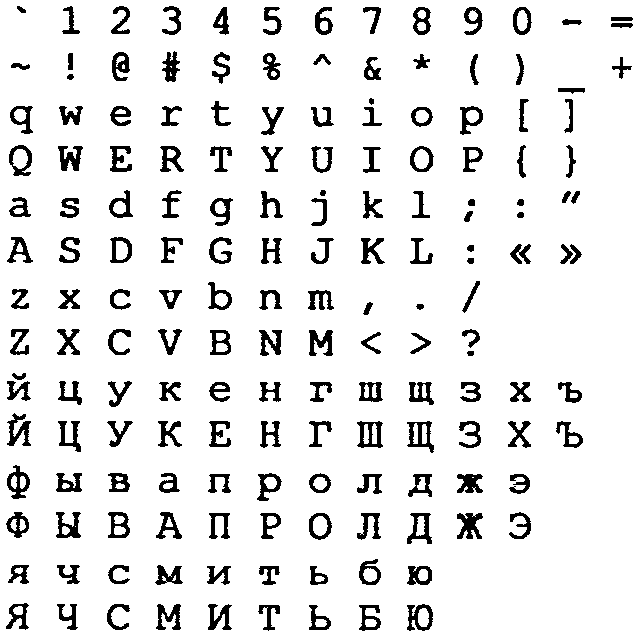 ` 1 2 3 4 5 6 7 8 9 0 - =
~ ! @ # $ % ^ & * ( ) _ +
q w e r t y u i o p [ ]
Q W E R T Y U I O P { }
a s d f g h j k l ; : "
A S D F G H J K L : « »
z x c v b n m , . /
Z X C V B N M < > ?
й ц у к е н г ш щ з х ъ
Й Ц У К Е Н Г Ш Щ З Х Ъ
ф ы в а п р о л д ж э
Ф Ы В А П Р О Л Д Ж Э
я ч с м и т ь б ю
Я Ч С М И Т Ь Б Ю